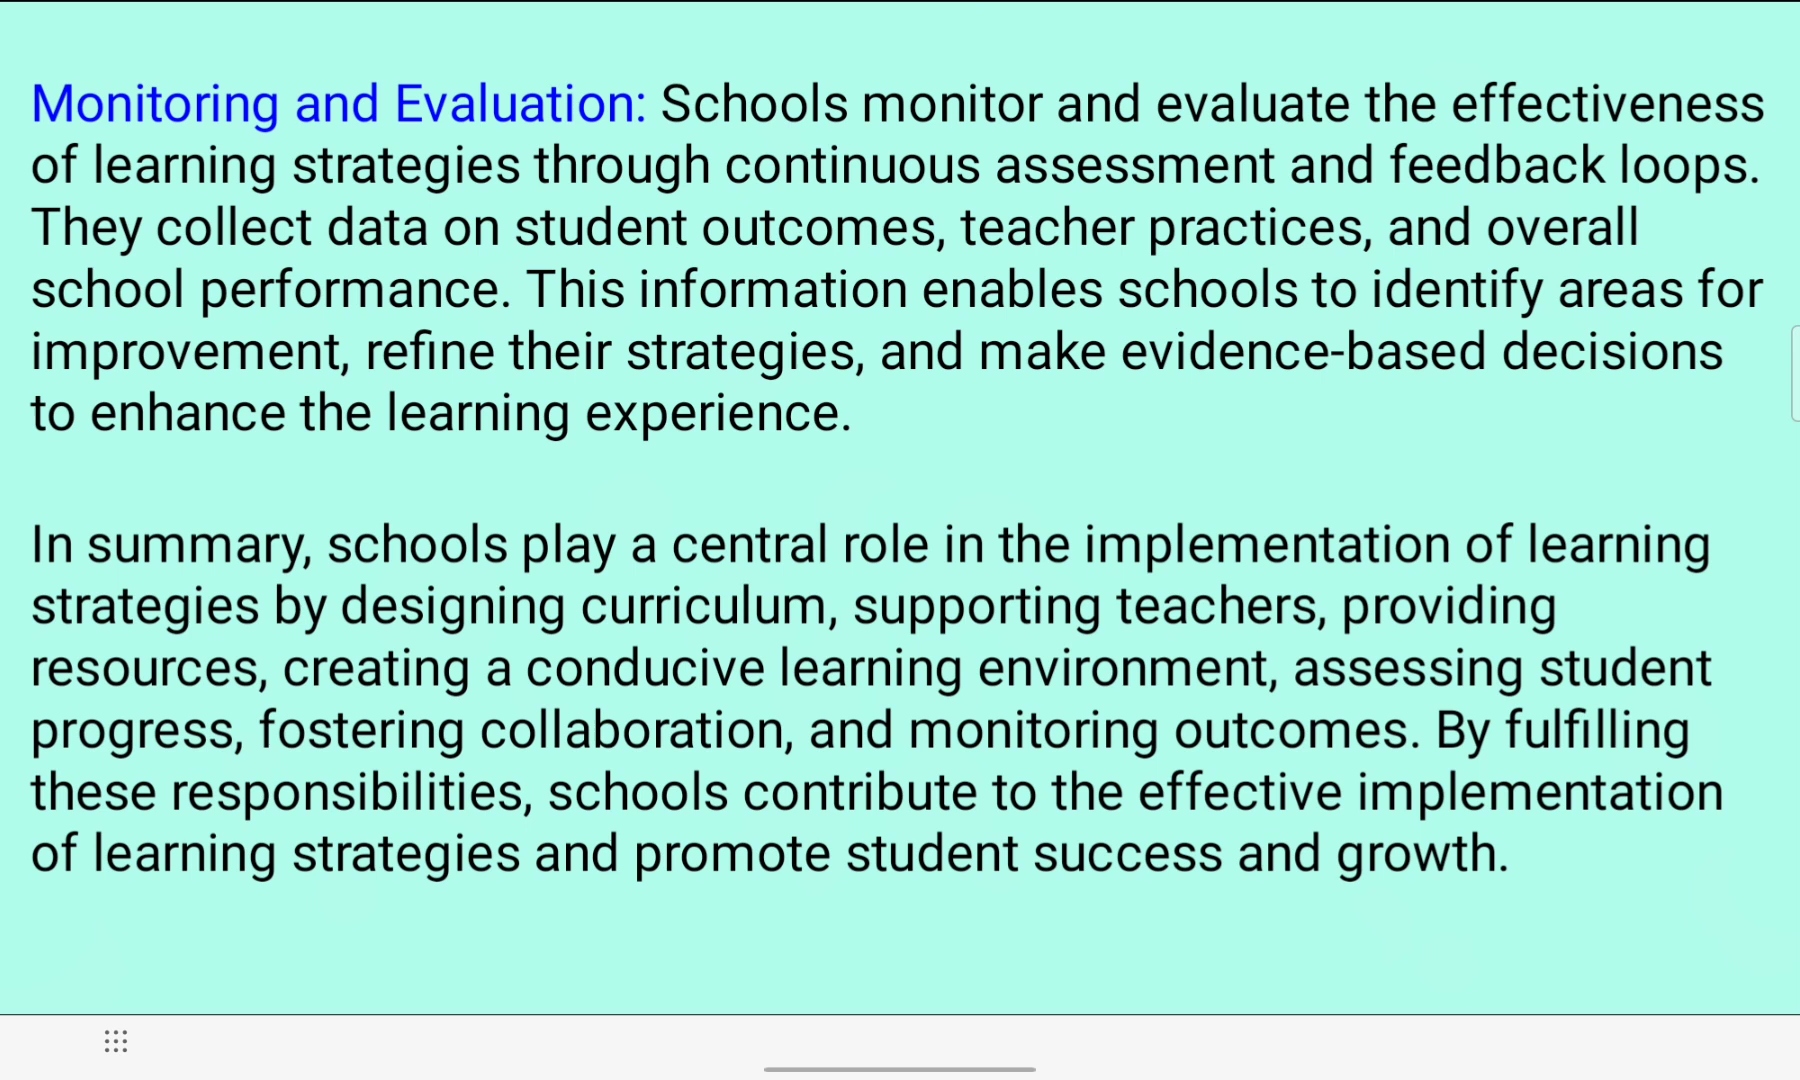 Monitoring and Evaluation: Schools monitor and evaluate the effectiveness
of learning strategies through continuous assessment and feedback loops.
They collect data on student outcomes, teacher practices, and overall
school performance. This information enables schools to identify areas for
improvement, refine their strategies, and make evidence-based decisions
to enhance the learning experience.
In summary, schools play a central role in the implementation of learning
strategies by designing curriculum, supporting teachers, providing
resources, creating a conducive learning environment, assessing student
progress, fostering collaboration, and monitoring outcomes. By fulfilling
these responsibilities, schools contribute to the effective implementation
of learning strategies and promote student success and growth.